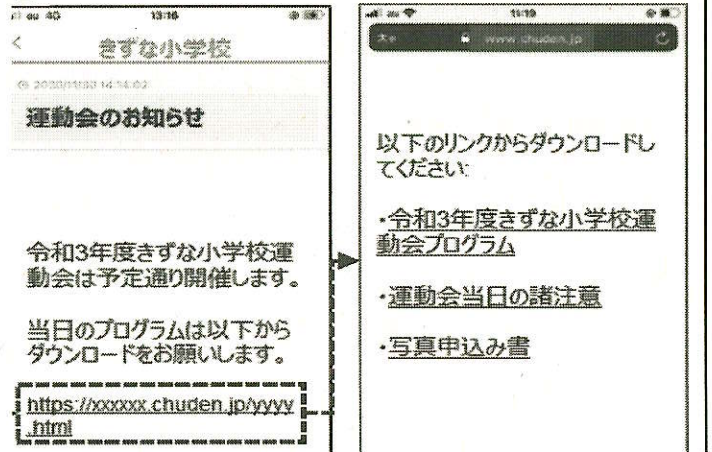 au 4G 13:16
きずな小学校
運動会のお知らせ
令和3年度きずな小学校運
動会は予定通り開催します。
当日のプログラムは以下から
ダウンロードをお願いします。
https://xxxxxx.chuden.jp/yyyy
.html
au 11:19
www.chuden.jp
以下のリンクからダウンロードし
てください:
・令和3年度きずな小学校運
動会プログラム
・運動会当日の諸注意
・写真申込み書